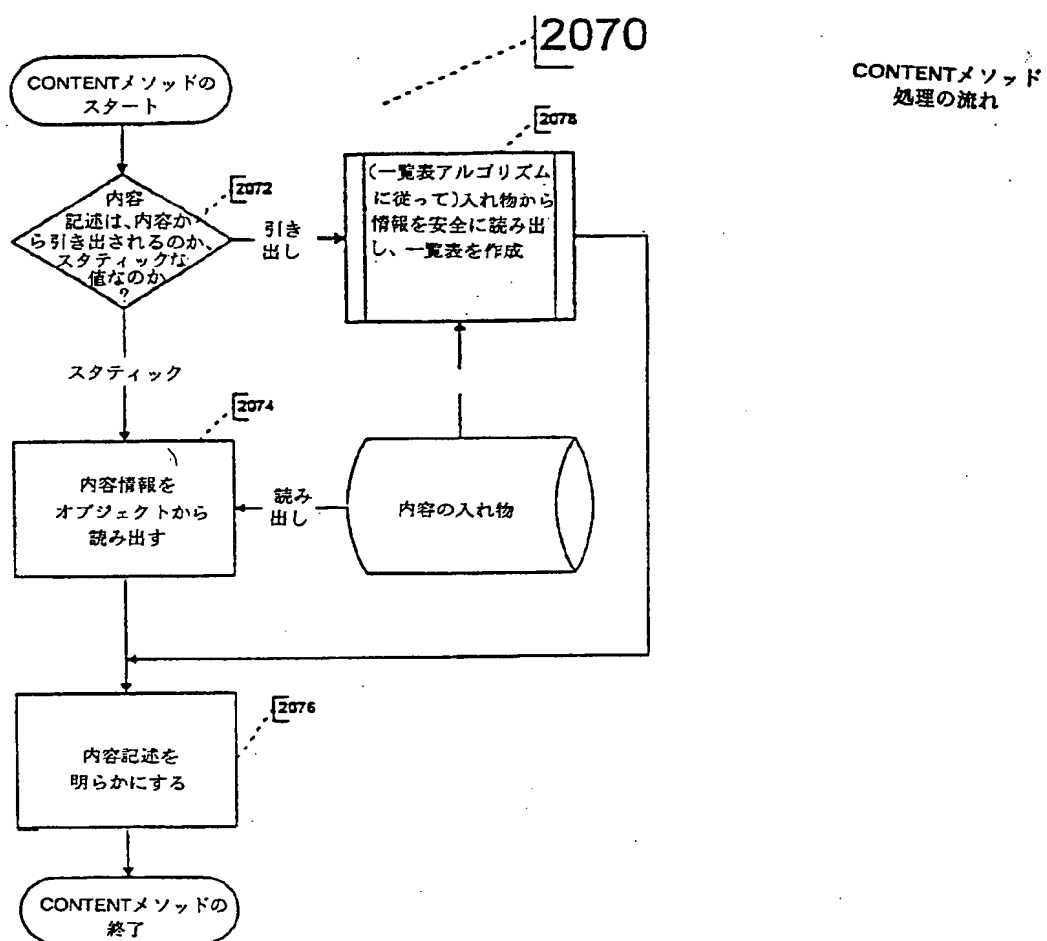 2070
CONTENTメソッド
処理の流れ
CONTENTメソッドの
スタート
2072
内容
記述は、内容か
ら引き出されるのか、
スタティックな
値なのか
?
引き
出し
2078
(一覧表アルゴリズム
に従って)入れ物から
情報を安全に読み出
し、一覧表を作成
スタティック
2074
内容情報を
オブジェクトから
読み出す
読み
出し
内容の入れ物
2076
内容記述を
明らかにする
CONTENTメソッドの
終了